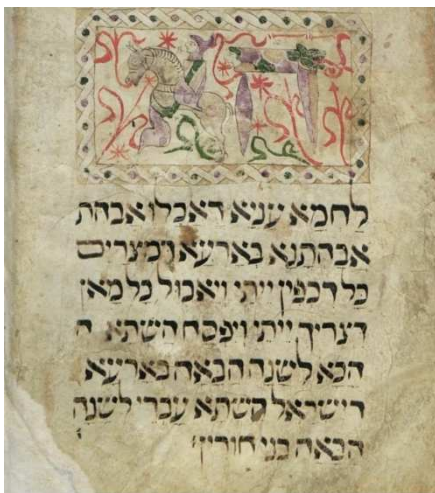 לחמא עניא דאכלו אבהת
אבהתנא בארעא דמצרים
כל דכפין ייתי ויאכול כל מאן
דצריך ייתי ויפסח השתא ה
הכא לשנה הבאה בארעא
דישראל השתא עבדי לשנה
הבאה בני חורין